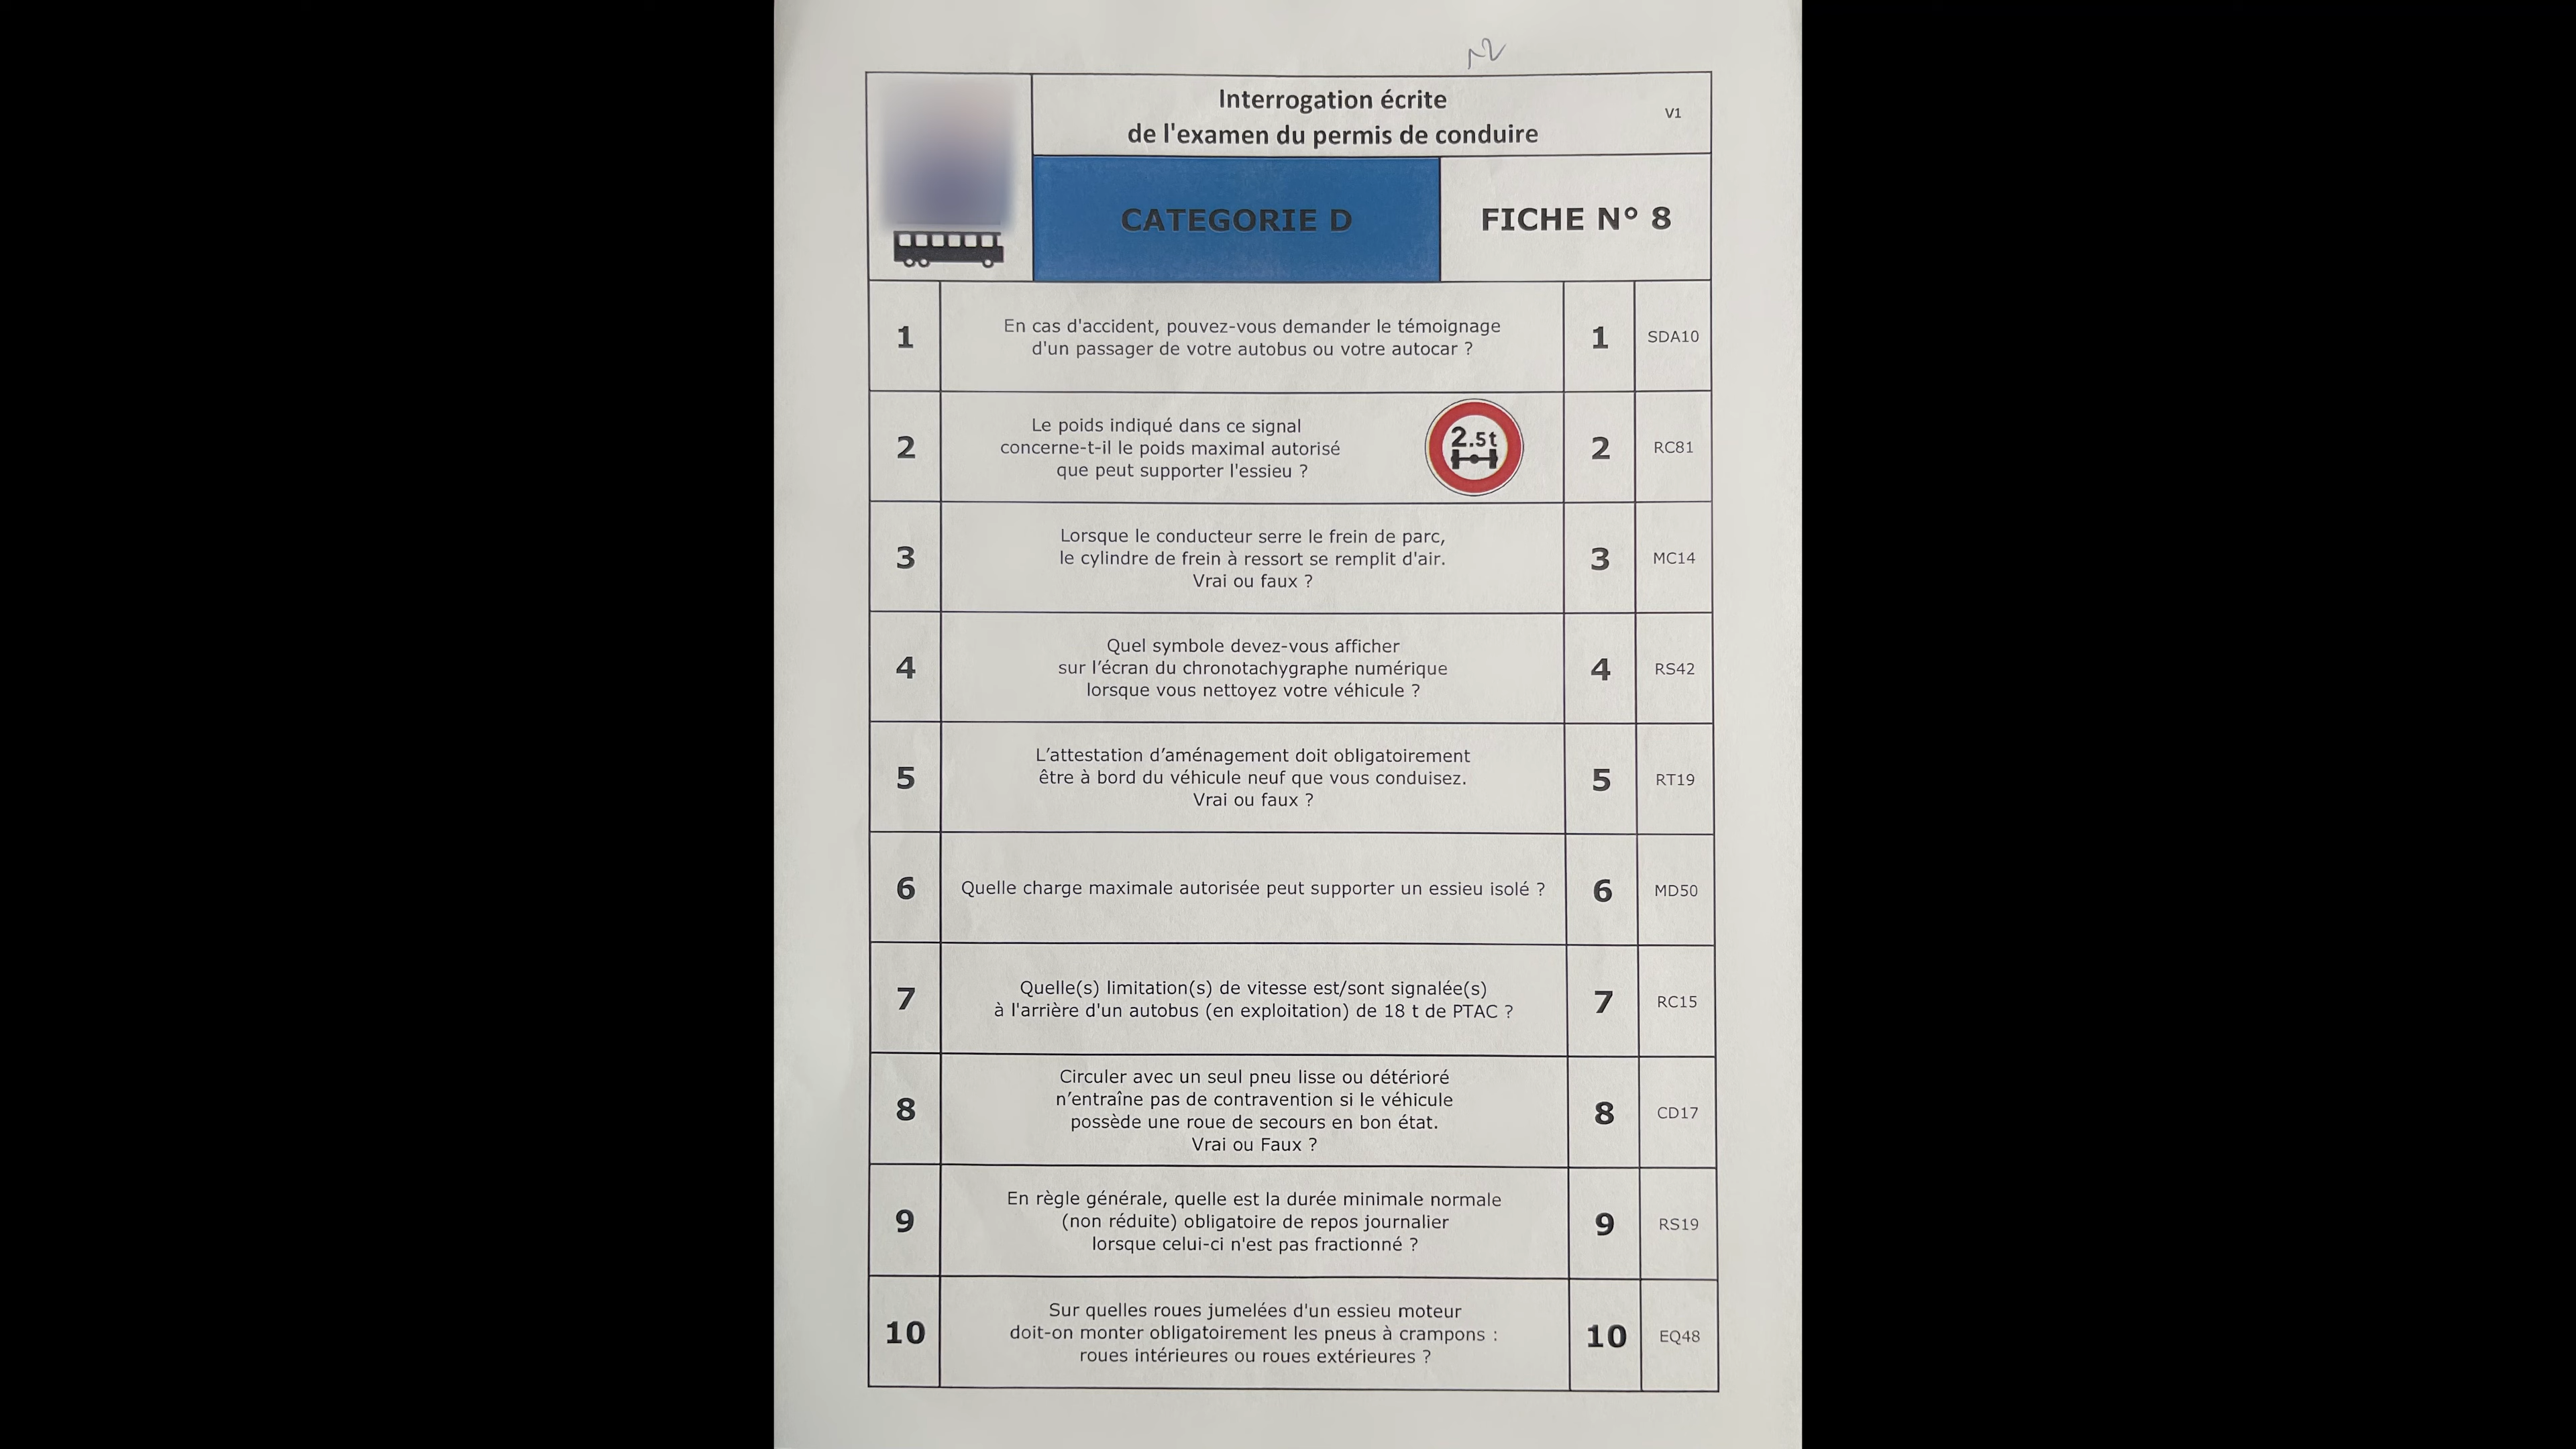 Interrogation écrite
de l'examen du permis de conduire
V1
CATEGORIE D
FICHE N° 8
1
En cas d'accident, pouvez-vous demander le témoignage
d'un passager de votre autobus ou votre autocar ?
1
SDA10
2
Le poids indiqué dans ce signal
concerne-t-il le poids maximal autorisé
que peut supporter l'essieu ?
2.5t
2
RC81
3
Lorsque le conducteur serre le frein de parc,
le cylindre de frein à ressort se remplit d'air.
Vrai ou faux ?
3
MC14
4
Quel symbole devez-vous afficher
sur l’écran du chronotachygraphe numérique
lorsque vous nettoyez votre véhicule ?
4
RS42
5
L’attestation d’aménagement doit obligatoirement
être à bord du véhicule neuf que vous conduisez.
Vrai ou faux ?
5
RT19
6
Quelle charge maximale autorisée peut supporter un essieu isolé ?
6
MD50
7
Quelle(s) limitation(s) de vitesse est/sont signalée(s)
à l'arrière d'un autobus (en exploitation) de 18 t de PTAC ?
7
RC15
8
Circuler avec un seul pneu lisse ou détérioré
n’entraîne pas de contravention si le véhicule
possède une roue de secours en bon état.
Vrai ou Faux ?
8
CD17
9
En règle générale, quelle est la durée minimale normale
(non réduite) obligatoire de repos journalier
lorsque celui-ci n'est pas fractionné ?
9
RS19
10
Sur quelles roues jumelées d'un essieu moteur
doit-on monter obligatoirement les pneus à crampons :
roues intérieures ou roues extérieures ?
10
EQ48